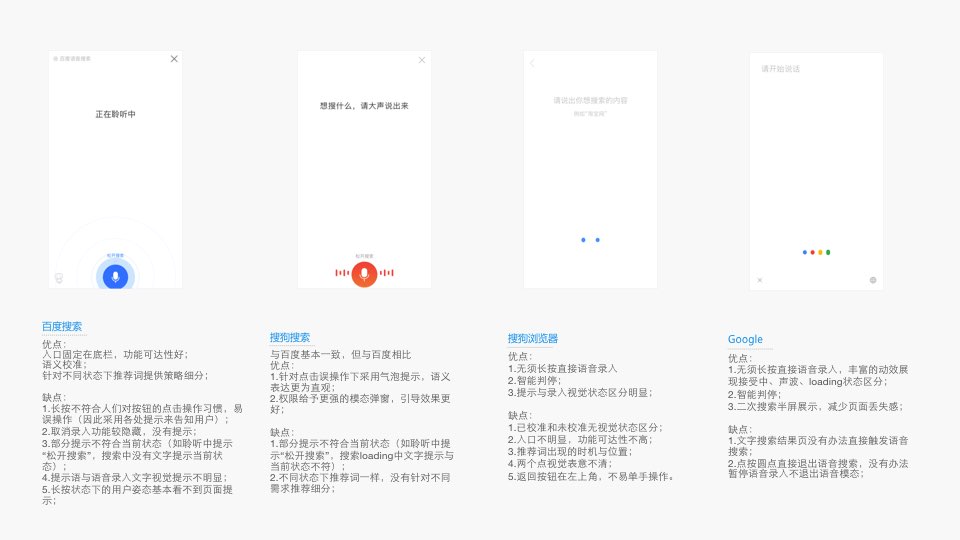 百度语音搜索
正在聆听中
松开搜索
想搜什么，请大声说出来
松开搜索
请说出你想搜索的内容
例如“淘宝网”
请开始说话
百度搜索
优点：
入口固定在底栏，功能可达性好；
语义校准；
针对不同状态下推荐词提供策略细分；
缺点：
1.长按不符合人们对按钮的点击操作习惯，易
误操作（因此采用各处提示来告知用户）；
2.取消录入功能较隐藏，没有提示；
3.部分提示不符合当前状态（如聆听中提示
“松开搜索”，搜索中没有文字提示当前状
态）；
4.提示语与语音录入文字视觉提示不明显；
5.长按状态下的用户姿态基本看不到页面提
示；
搜狗搜索
与百度基本一致，但与百度相比
优点：
1.针对点击误操作下采用气泡提示，语义
表达更为直观；
2.权限给予更强的模态弹窗，引导效果更
好；
缺点：
1.部分提示不符合当前状态（如聆听中提
示“松开搜索”，搜索loading中文字提示与
当前状态不符）；
2.不同状态下推荐词一样，没有针对不同
需求推荐细分；
搜狗浏览器
优点：
1.无须长按直接语音录入
2.智能判停；
3.提示与录入视觉状态区分明显；
缺点：
1.已校准和未校准无视觉状态区分；
2.入口不明显，功能可达性不高；
3.推荐词出现的时机与位置；
4.两个点视觉表意不清；
5.返回按钮在左上角，不易单手操作。
Google
优点：
1.无须长按直接语音录入，丰富的动效展
现接受中、声波、loading状态区分；
2.智能判停；
3.二次搜索半屏展示，减少页面丢失感；
缺点：
1.文字搜索结果页没有办法直接触发语音
搜索；
2.点按圆点直接退出语音搜索，没有办法
暂停语音录入不退出语音模态；